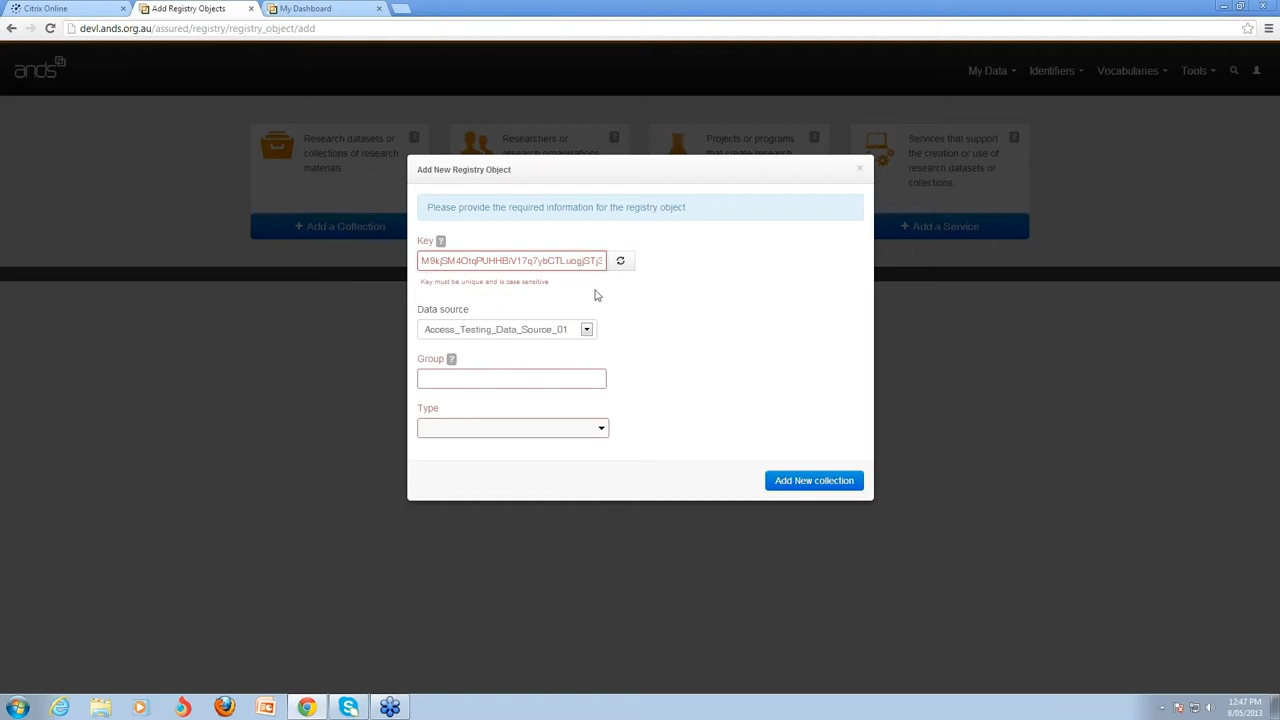 Citrix Online
Add Registry Objects
My Dashboard
devl.ands.org.au/assured/registry/registry_object/add
ands
My Data
Identifiers
Vocabularies
Tools
Research datasets or
collections of research
materials.
?
Researchers or
research organisations
?
Projects or programs
that create research
?
Services that support
the creation or use of
research datasets or
collections.
?
+ Add a Collection
+ Add a Service
Add New Registry Object
×
Please provide the required information for the registry object
Key ?
Key must be unique and is case sensitive
Data source
Access_Testing_Data_Source_01
Group ?
Type
Add New collection
12:47 PM
8/05/2013